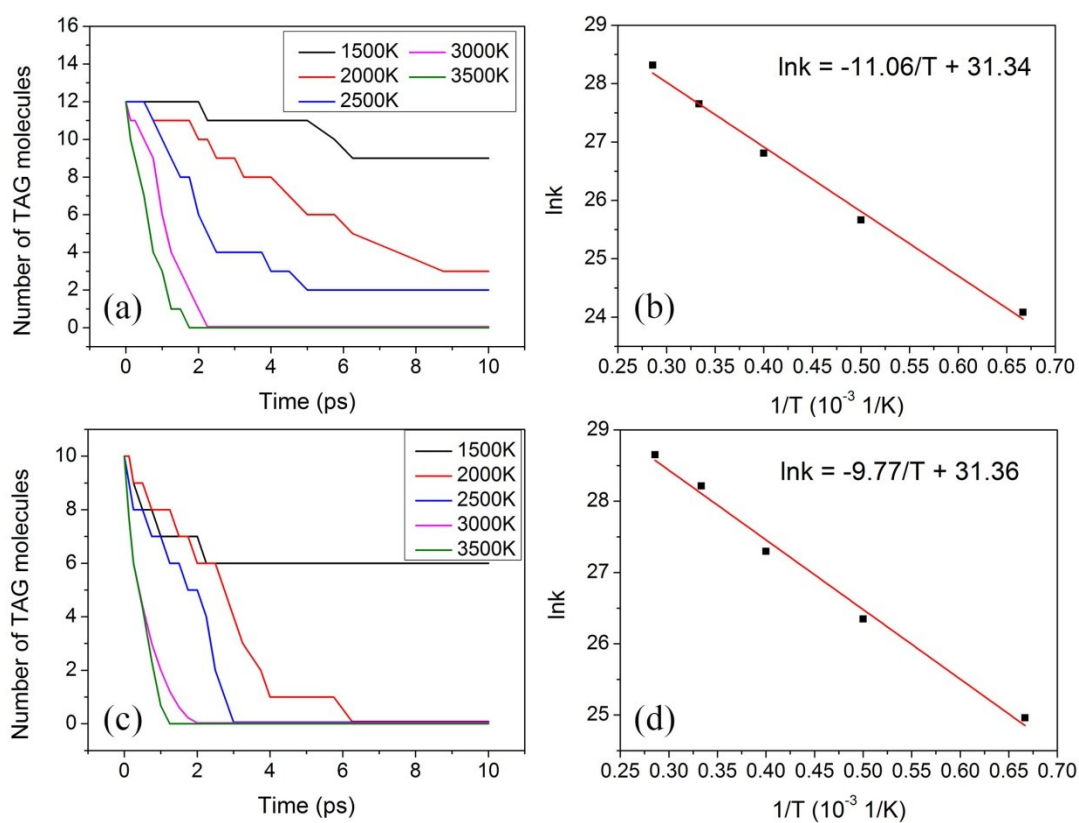 16
14
12
10
8
6
4
2
0
Number of TAG molecules
1500K
3000K
2000K
3500K
2500K
(a)
0
2
4
6
8
10
Time (ps)
29
28
27
26
25
24
lnk
lnk = -11.06/T + 31.34
(b)
0.25 0.30 0.35 0.40 0.45 0.50 0.55 0.60 0.65 0.70
1/T (10⁻³ 1/K)
10
8
6
4
2
0
Number of TAG molecules
1500K
2000K
2500K
3000K
3500K
(c)
0
2
4
6
8
10
Time (ps)
29
28
27
26
25
lnk
lnk = -9.77/T + 31.36
(d)
0.25 0.30 0.35 0.40 0.45 0.50 0.55 0.60 0.65 0.70
1/T (10⁻³ 1/K)